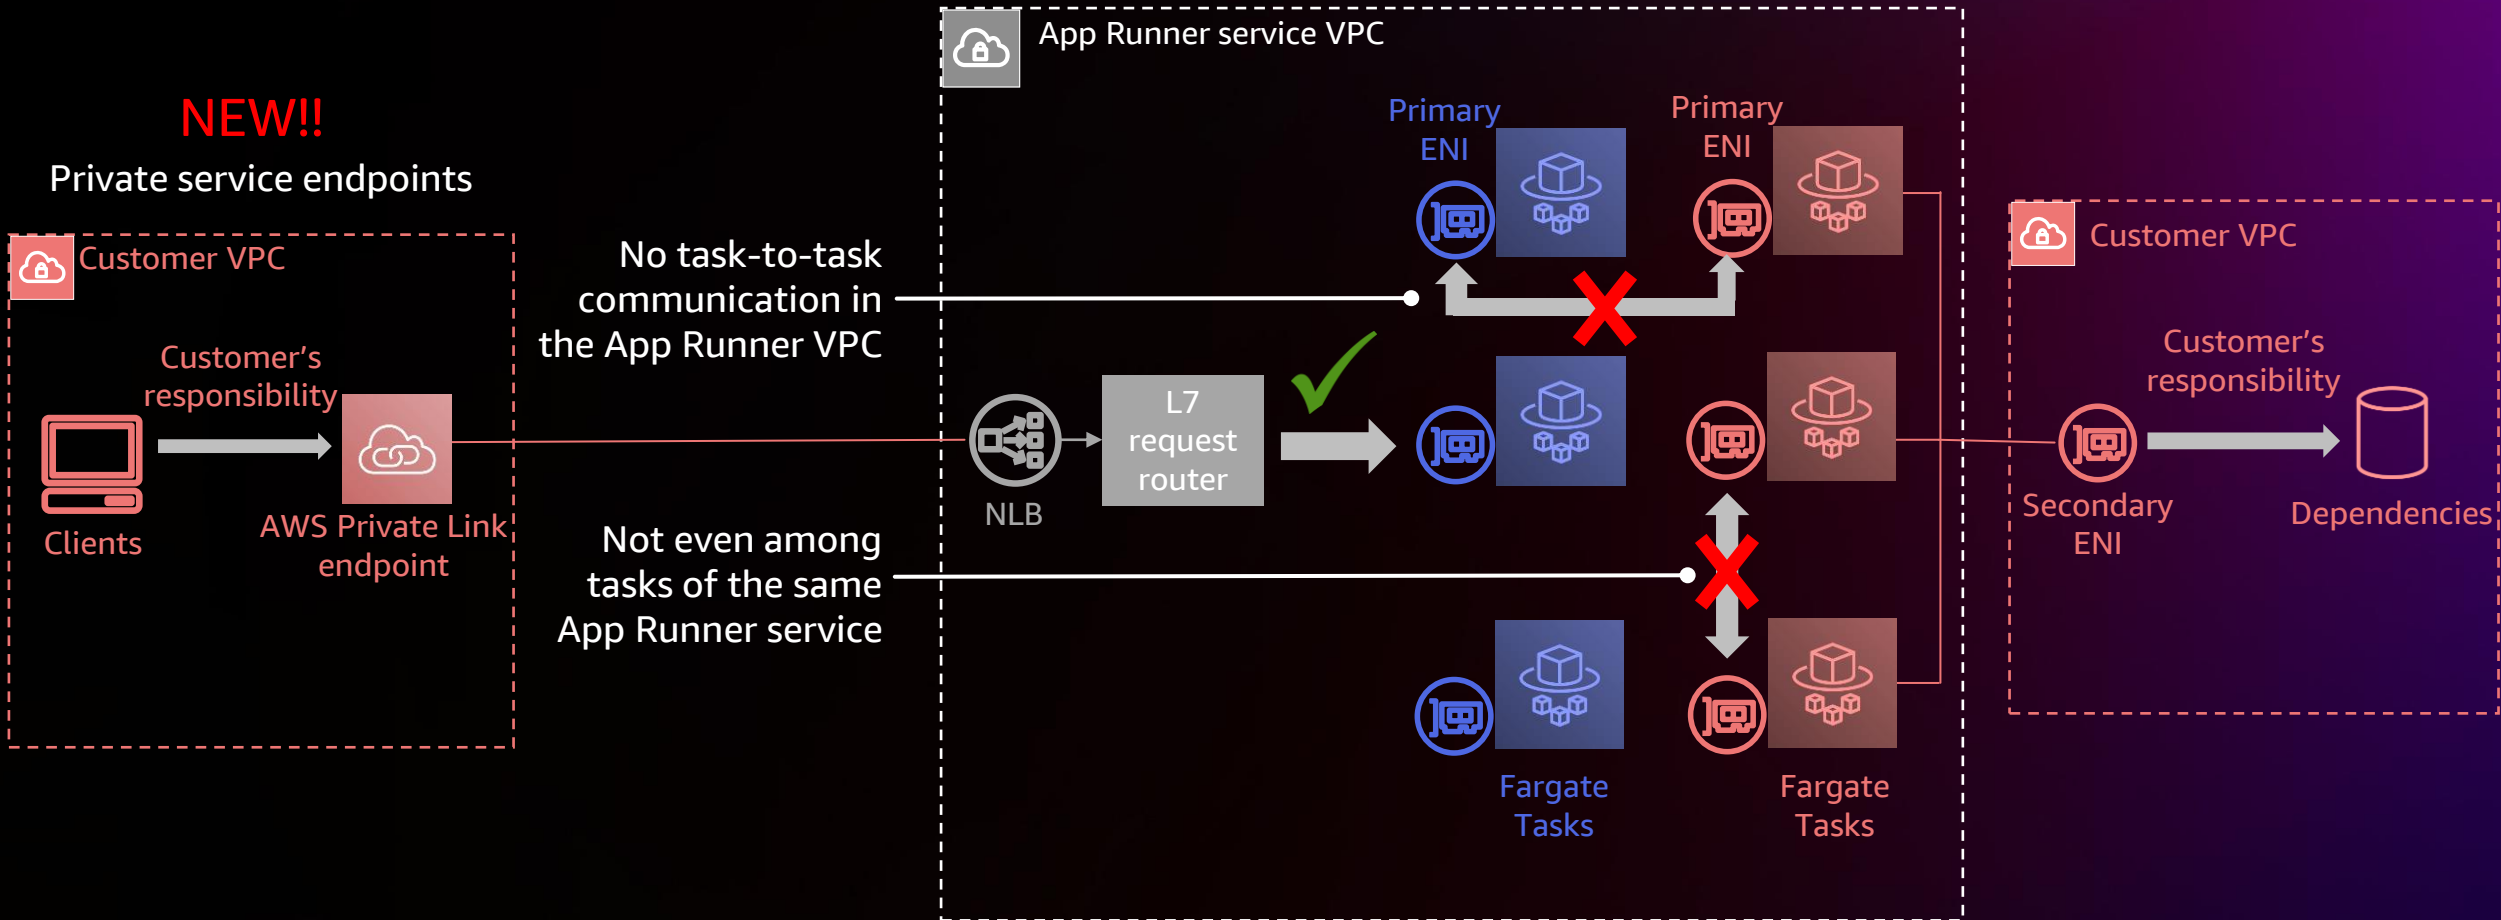 App Runner service VPC
NEW!!
Private service endpoints
Customer VPC
Customer’s
responsibility
Clients
AWS Private Link
endpoint
No task-to-task
communication in
the App Runner VPC
Not even among
tasks of the same
App Runner service
NLB
L7
request
router
Primary
ENI
Primary
ENI
Fargate
Tasks
Fargate
Tasks
Customer VPC
Customer’s
responsibility
Secondary
ENI
Dependencies